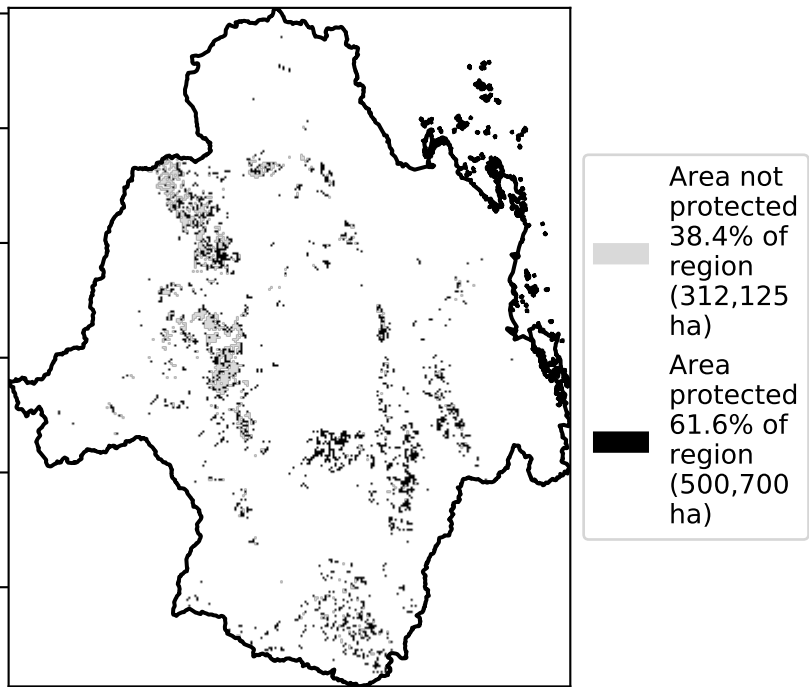 Area not
protected
38.4% of
region
(312,125
ha)
Area
protected
61.6% of
region
(500,700
ha)